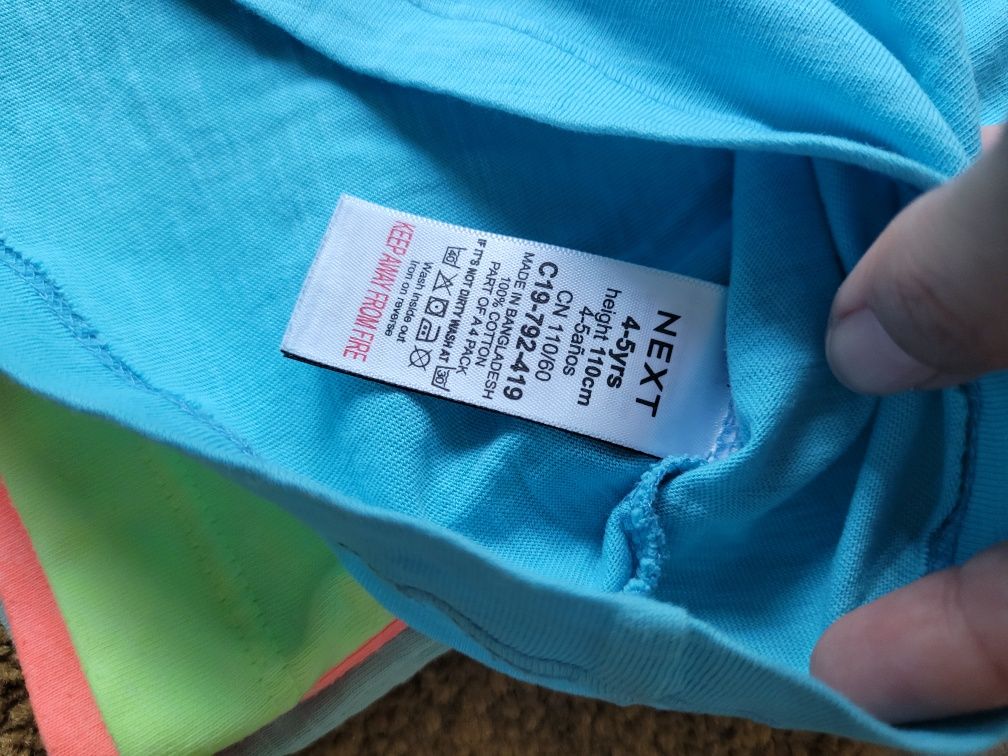 NEXT
4-5yrs
height 110cm
4-5años
CN 110/60
C19-792-419
MADE IN BANGLADESH
100% COTTON
PART OF A 4 PACK
IF IT'S NOT DIRTY WASH AT 30
40
Wash inside out
Iron on reverse
KEEP AWAY FROM FIRE